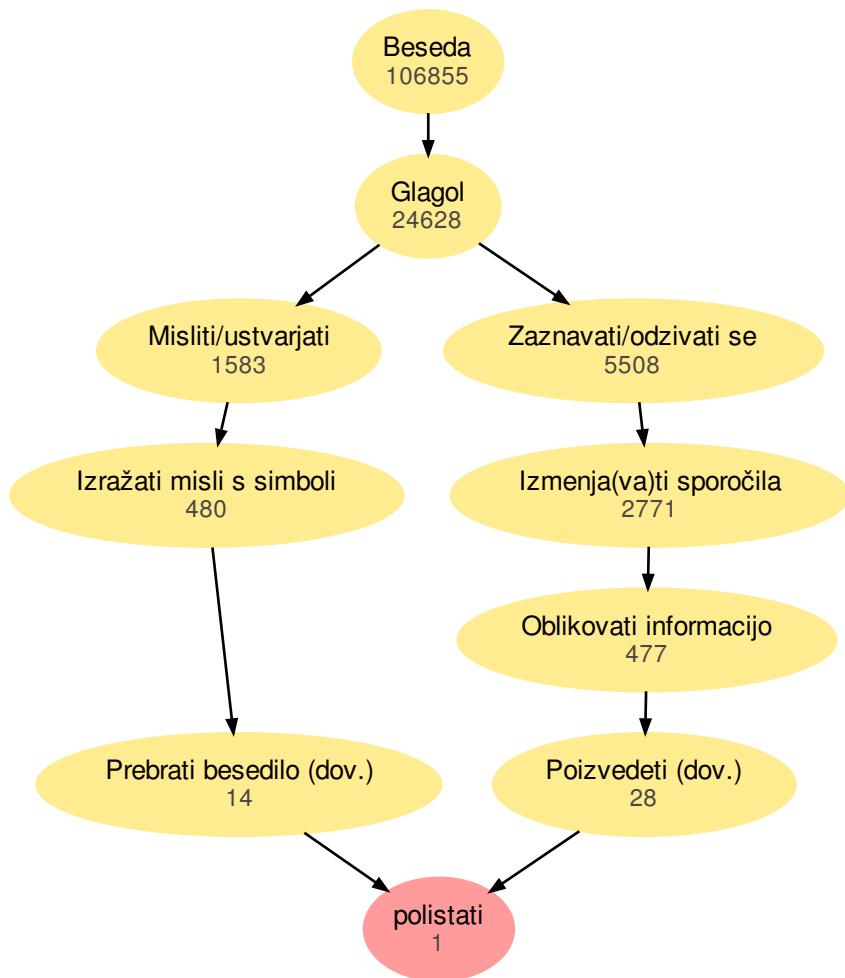 Beseda
106855
Glagol
24628
Misliti/ustvarjati
1583
Zaznavati/odzivati se
5508
Izražati misli s simboli
480
Izmenja(va)ti sporočila
2771
Oblikovati informacijo
477
Prebrati besedilo (dov.)
14
Poizvedeti (dov.)
28
polistati
1